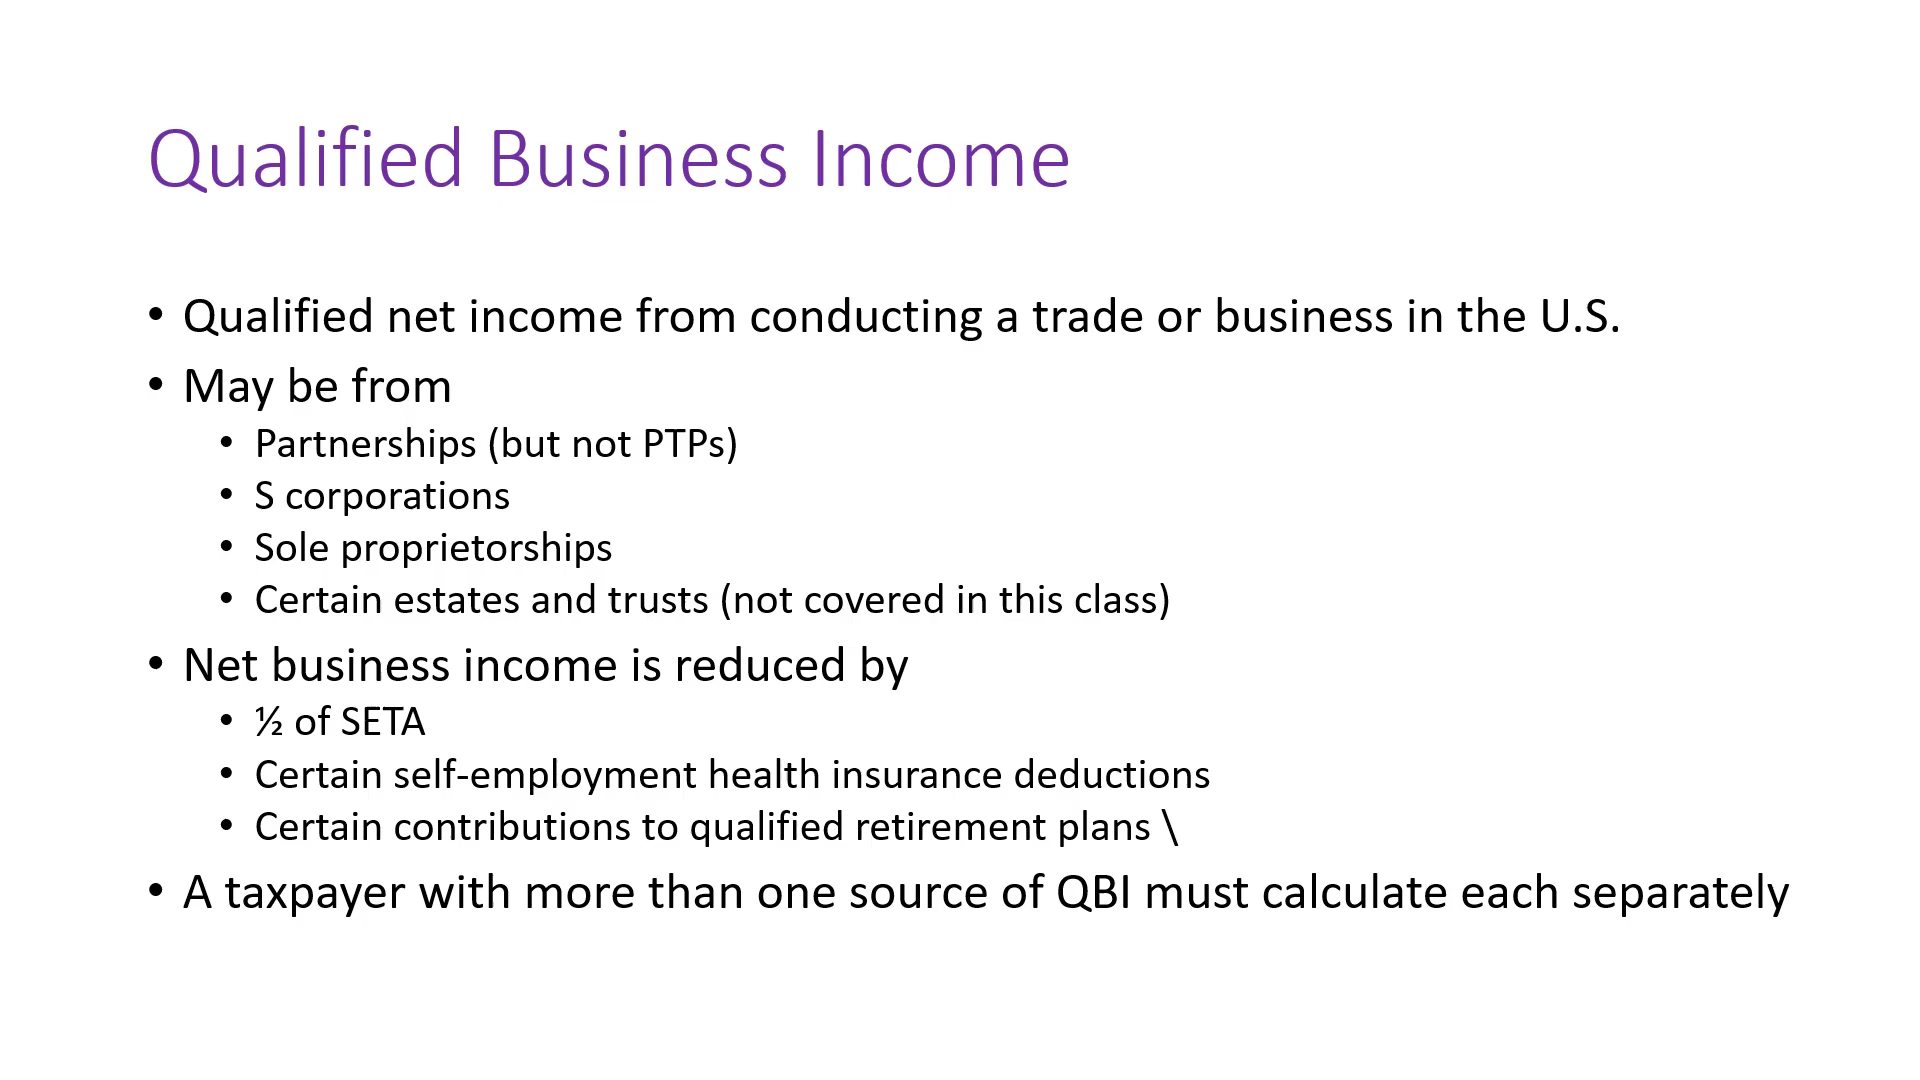 Qualified Business Income
• Qualified net income from conducting a trade or business in the U.S.
• May be from
• Partnerships (but not PTPs)
• S corporations
• Sole proprietorships
• Certain estates and trusts (not covered in this class)
• Net business income is reduced by
• ½ of SETA
• Certain self-employment health insurance deductions
• Certain contributions to qualified retirement plans \
• A taxpayer with more than one source of QBI must calculate each separately